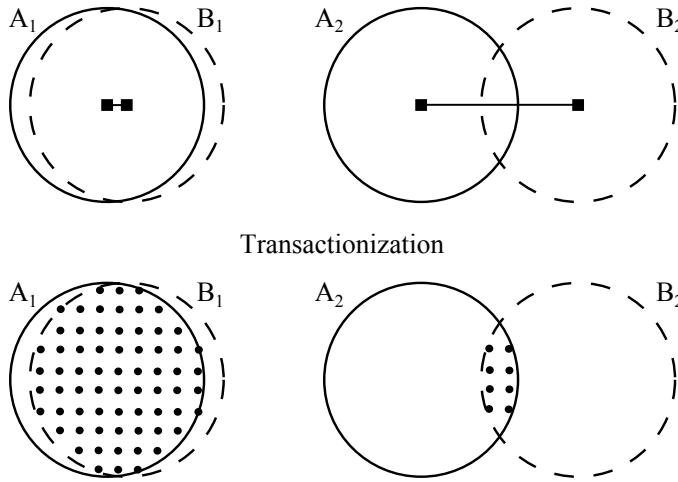 A₁ B₁ A₂ B₂
Transactionization
A₁ B₁ A₂ B₂